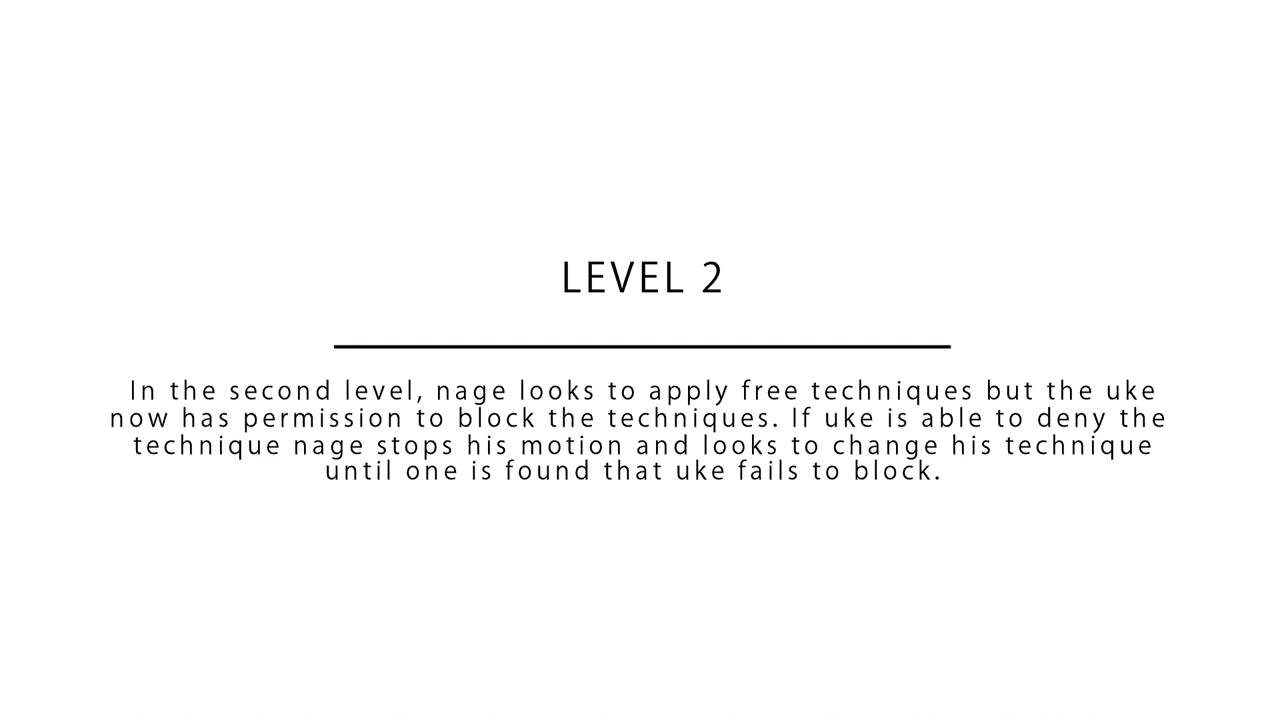 LEVEL 2
In the second level, nage looks to apply free techniques but the uke
now has permission to block the techniques. If uke is able to deny the
technique nage stops his motion and looks to change his technique
until one is found that uke fails to block.